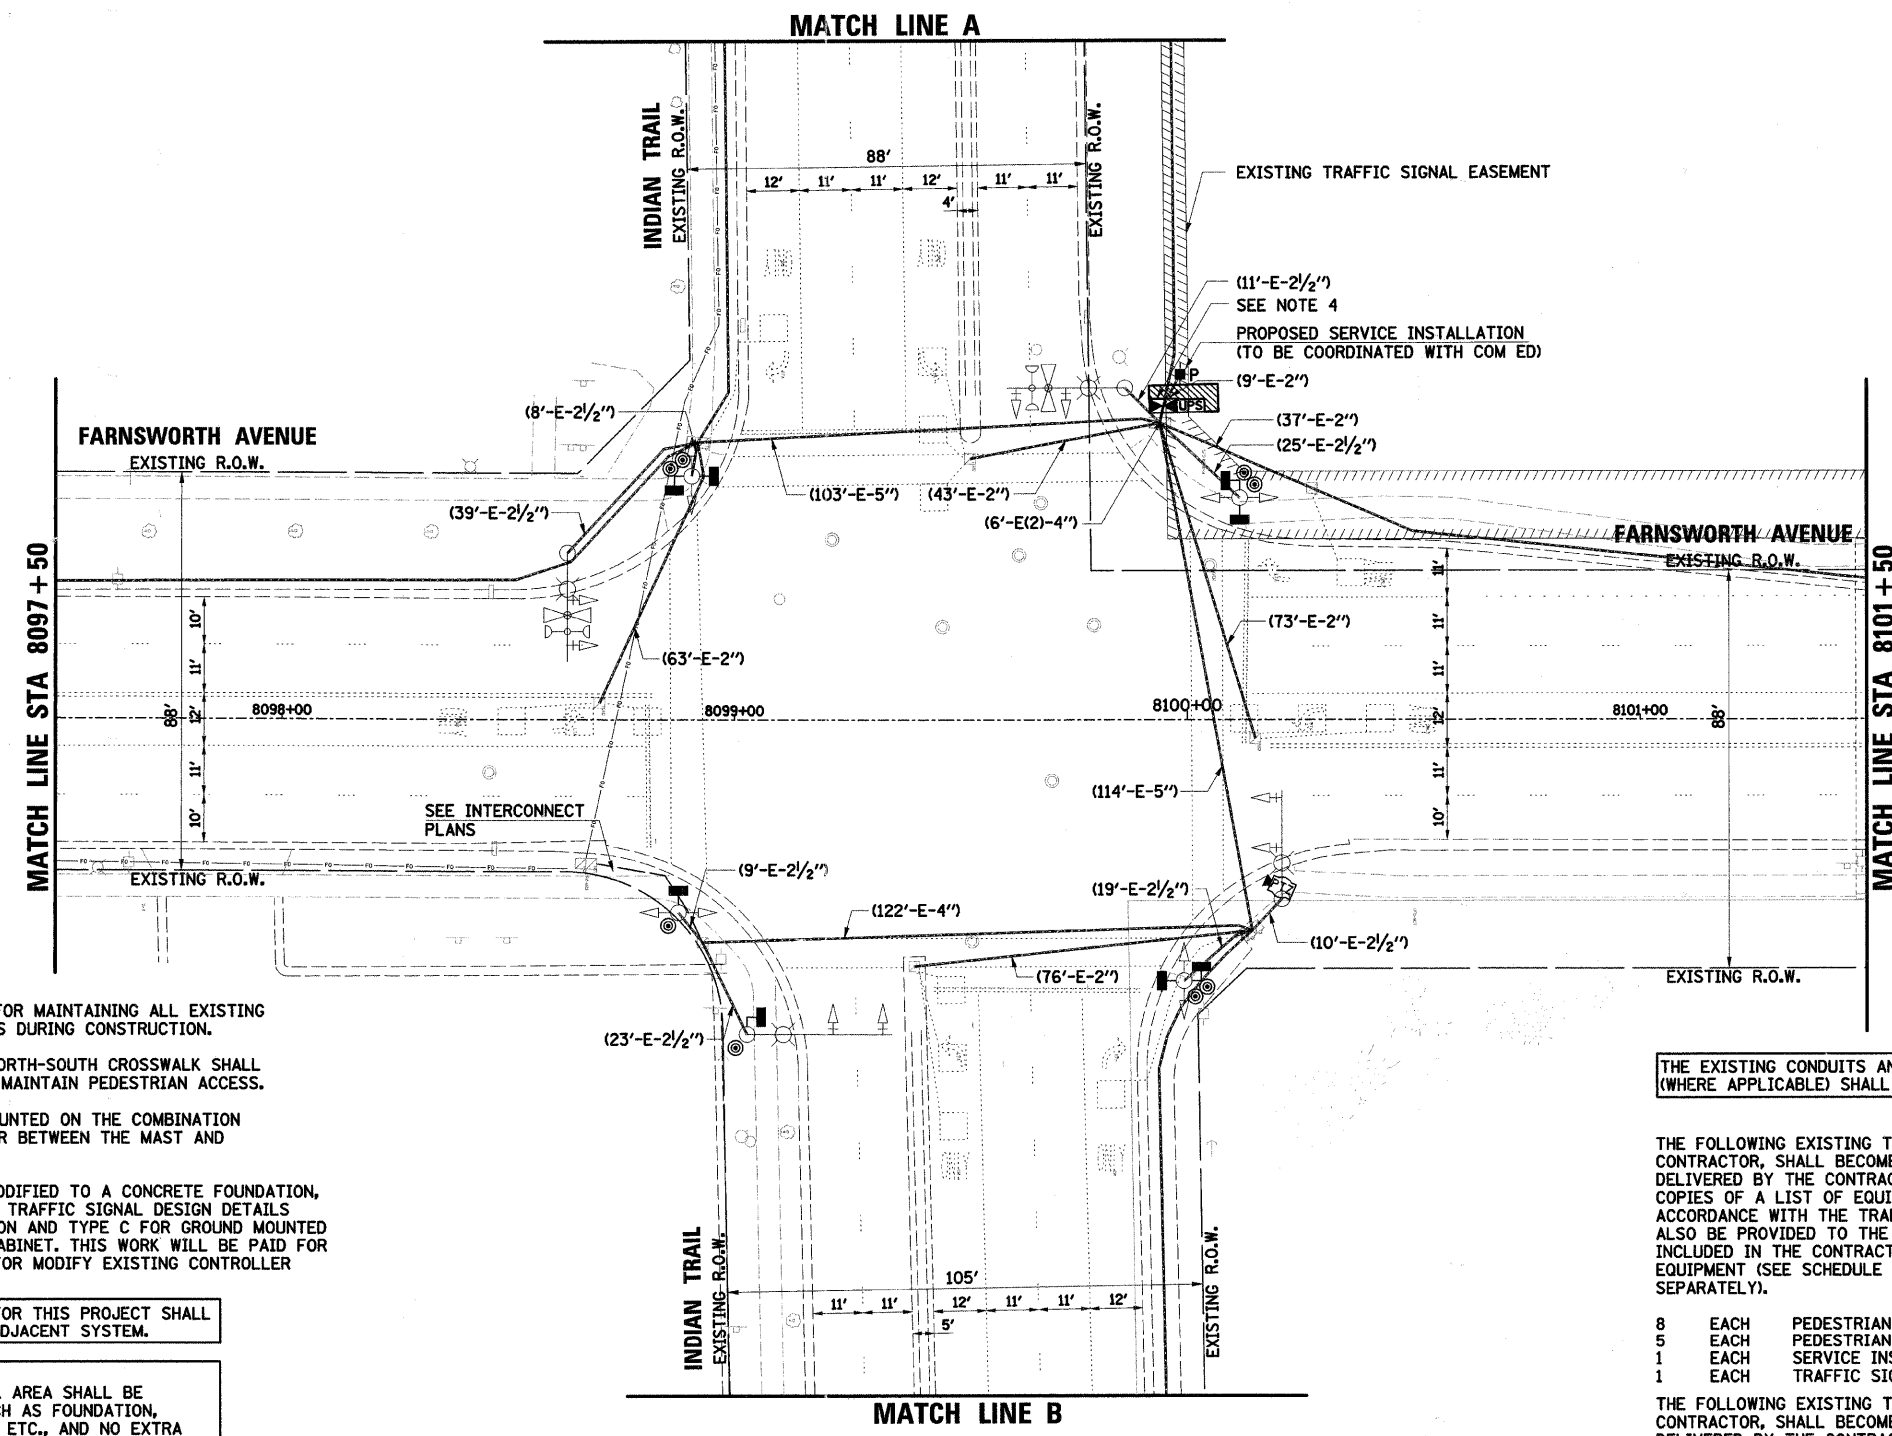 MATCH LINE A
INDIAN TRAIL
EXISTING R.O.W.
EXISTING R.O.W.
88'
12' 11' 11' 12' 11' 11'
4'
EXISTING TRAFFIC SIGNAL EASEMENT
(11'-E-2½")
SEE NOTE 4
PROPOSED SERVICE INSTALLATION
(TO BE COORDINATED WITH COM ED)
P
(9'-E-2")
UPS
(8'-E-2½")
(37'-E-2")
(25'-E-2½")
FARNSWORTH AVENUE
EXISTING R.O.W.
(103'-E-5")
(43'-E-2")
(39'-E-2½")
(6'-E(2)-4")
FARNSWORTH AVENUE
EXISTING R.O.W.
MATCH LINE STA 8097+50
MATCH LINE STA 8101+50
10'
11'
12'
11'
10'
88'
11'
11'
11'
12'
11'
10'
88'
(73'-E-2")
(63'-E-2")
8098+00
8099+00
8100+00
8101+00
(114'-E-5")
SEE INTERCONNECT
PLANS
FO FO FO FO FO FO FO FO
EXISTING R.O.W.
(9'-E-2½")
(19'-E-2½")
PTZ
(122'-E-4")
(10'-E-2½")
(76'-E-2")
EXISTING R.O.W.
(23'-E-2½")
FOR MAINTAINING ALL EXISTING
S DURING CONSTRUCTION.
ORTH-SOUTH CROSSWALK SHALL
MAINTAIN PEDESTRIAN ACCESS.
UNTED ON THE COMBINATION
R BETWEEN THE MAST AND
ODIFIED TO A CONCRETE FOUNDATION,
TRAFFIC SIGNAL DESIGN DETAILS
ON AND TYPE C FOR GROUND MOUNTED
ABINET. THIS WORK WILL BE PAID FOR
FOR MODIFY EXISTING CONTROLLER
FOR THIS PROJECT SHALL
DJACENT SYSTEM.
AREA SHALL BE
CH AS FOUNDATION,
ETC., AND NO EXTRA
INDIAN TRAIL
EXISTING R.O.W.
EXISTING R.O.W.
105'
11' 11' 12' 11' 11' 12'
5'
MATCH LINE B
THE EXISTING CONDUITS AN
(WHERE APPLICABLE) SHALL
THE FOLLOWING EXISTING T
CONTRACTOR, SHALL BECOME
DELIVERED BY THE CONTRAC
COPIES OF A LIST OF EQUI
ACCORDANCE WITH THE TRA
ALSO BE PROVIDED TO THE
INCLUDED IN THE CONTRACT
EQUIPMENT (SEE SCHEDULE
SEPARATELY).
8 EACH PEDESTRIAN
5 EACH PEDESTRIAN
1 EACH SERVICE INS
1 EACH TRAFFIC SIG
THE FOLLOWING EXISTING T
CONTRACTOR, SHALL BECOME